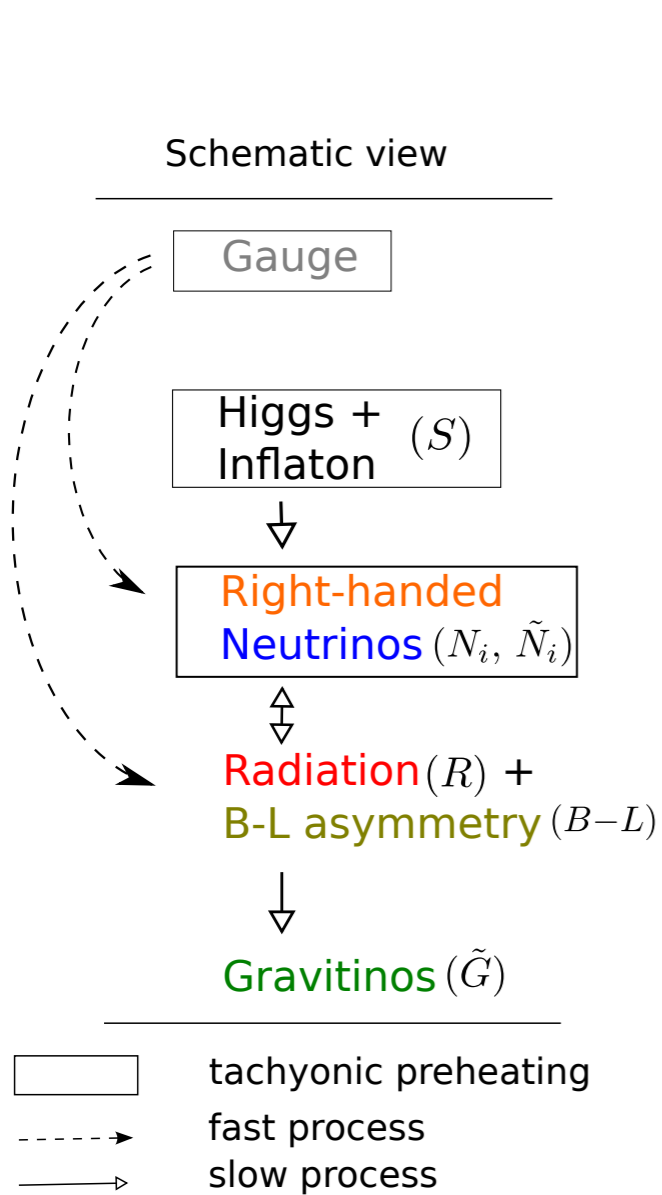 Schematic view
Gauge
Higgs +
Inflaton (S)
Right-handed
Neutrinos (N_i, Ñ_i)
Radiation (R) +
B-L asymmetry (B−L)
Gravitinos (G̃)
tachyonic preheating
fast process
slow process